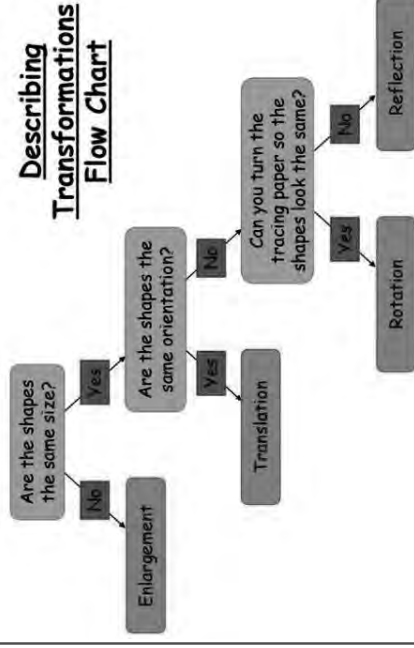 Describing
Transformations
Flow Chart
Are the shapes
the same size?
No
Yes
Enlargement
Are the shapes the
same orientation?
Yes
No
Translation
Can you turn the
tracing paper so the
shapes look the same?
Yes
No
Rotation
Reflection